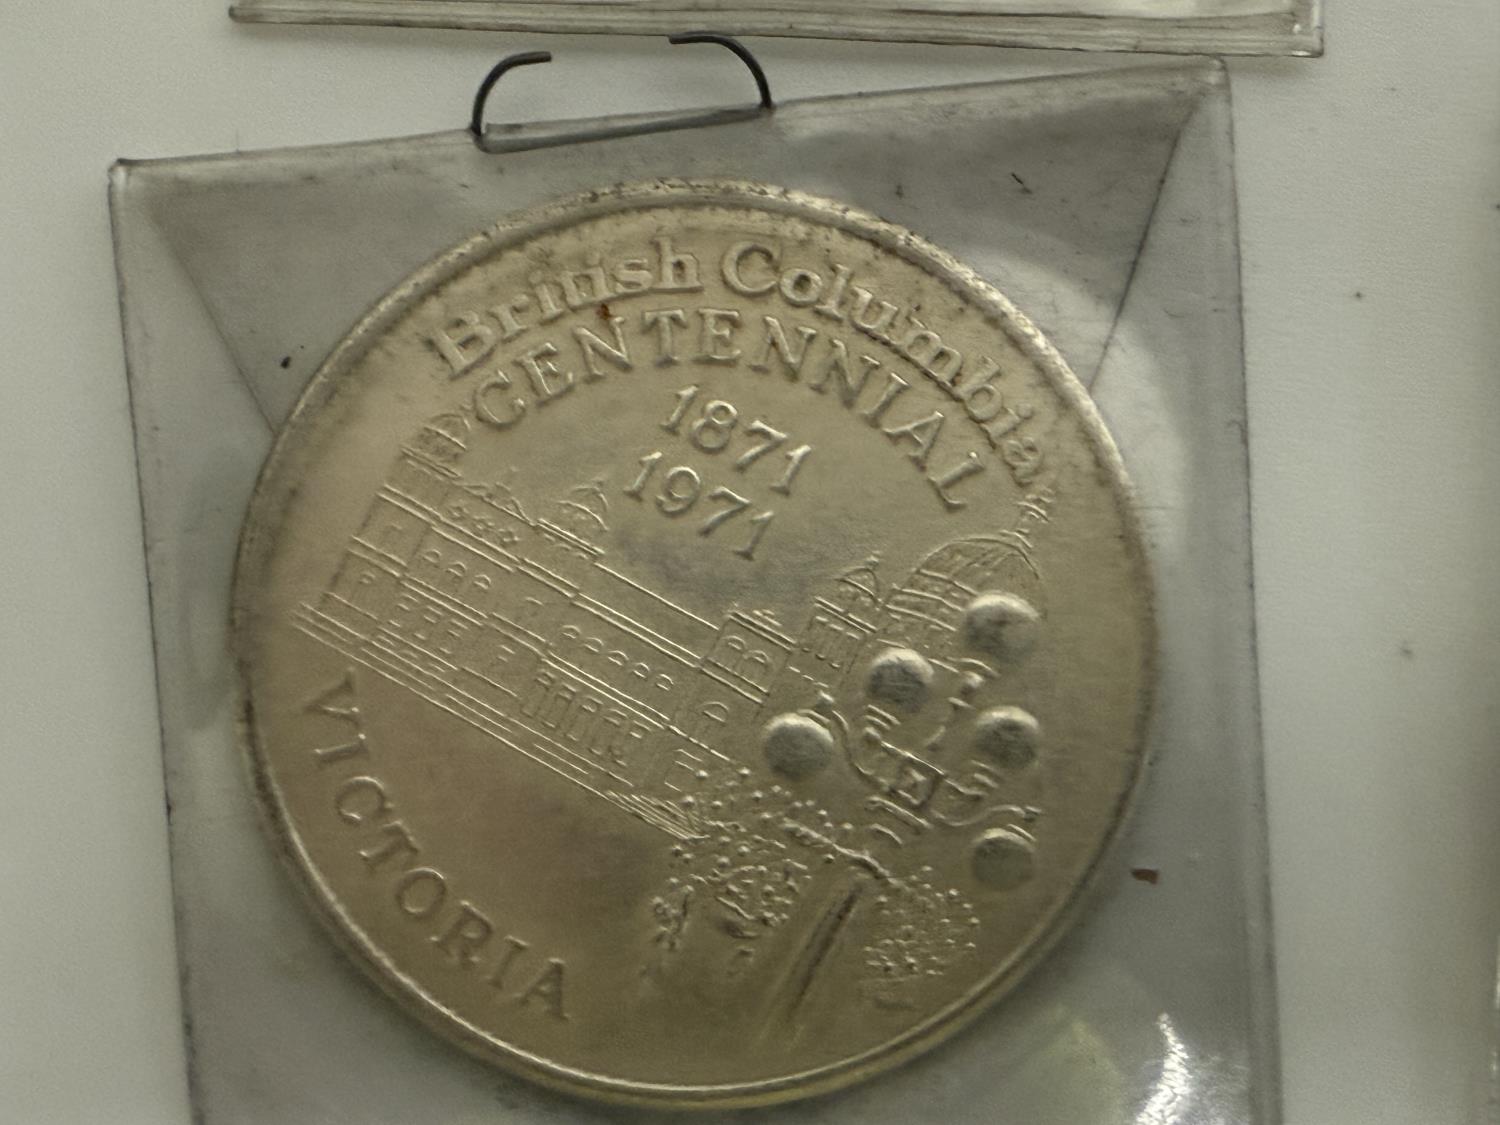 British Columbia
CENTENNIAL
1871
1971
VICTORIA